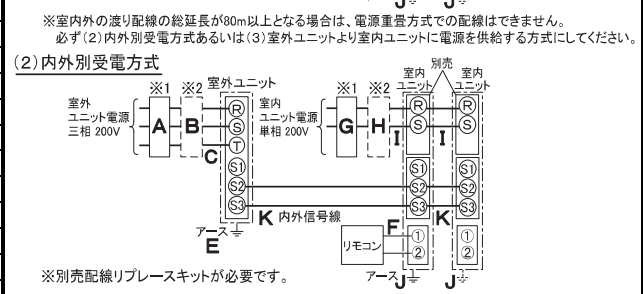 J J
※室内外の渡り配線の総延長が80m以上となる場合は、電源重畳方式での配線はできません。
必ず(2)内外別受電方式あるいは(3)室外ユニットより室内ユニットに電源を供給する方式にしてください。
(2)内外別受電方式
別売
※1 ※2 室外ユニット ※1 ※2 室内 室内
ユニット ユニット
室外
ユニット電源
三相 200V
A B C
R
S
T
S1
S2
S3
室内
ユニット電源
単相 200V
G H I I
R
S
S1
S2
S3
①
②
R
S
S1
S2
S3
①
②
K 内外信号線 K
アース
E
F
リモコン
アース J J
※別売配線リプレースキットが必要です。